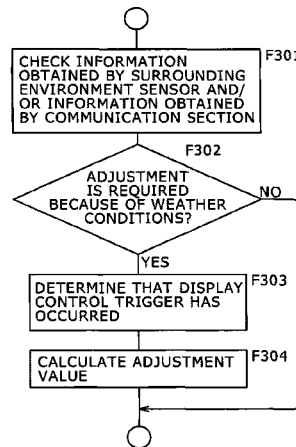 F301
CHECK INFORMATION
OBTAINED BY SURROUNDING
ENVIRONMENT SENSOR AND/
OR INFORMATION OBTAINED
BY COMMUNICATION SECTION
F302
ADJUSTMENT
IS REQUIRED
BECAUSE OF WEATHER
CONDITIONS?
NO
YES
F303
DETERMINE THAT DISPLAY
CONTROL TRIGGER HAS
OCCURRED
F304
CALCULATE ADJUSTMENT
VALUE